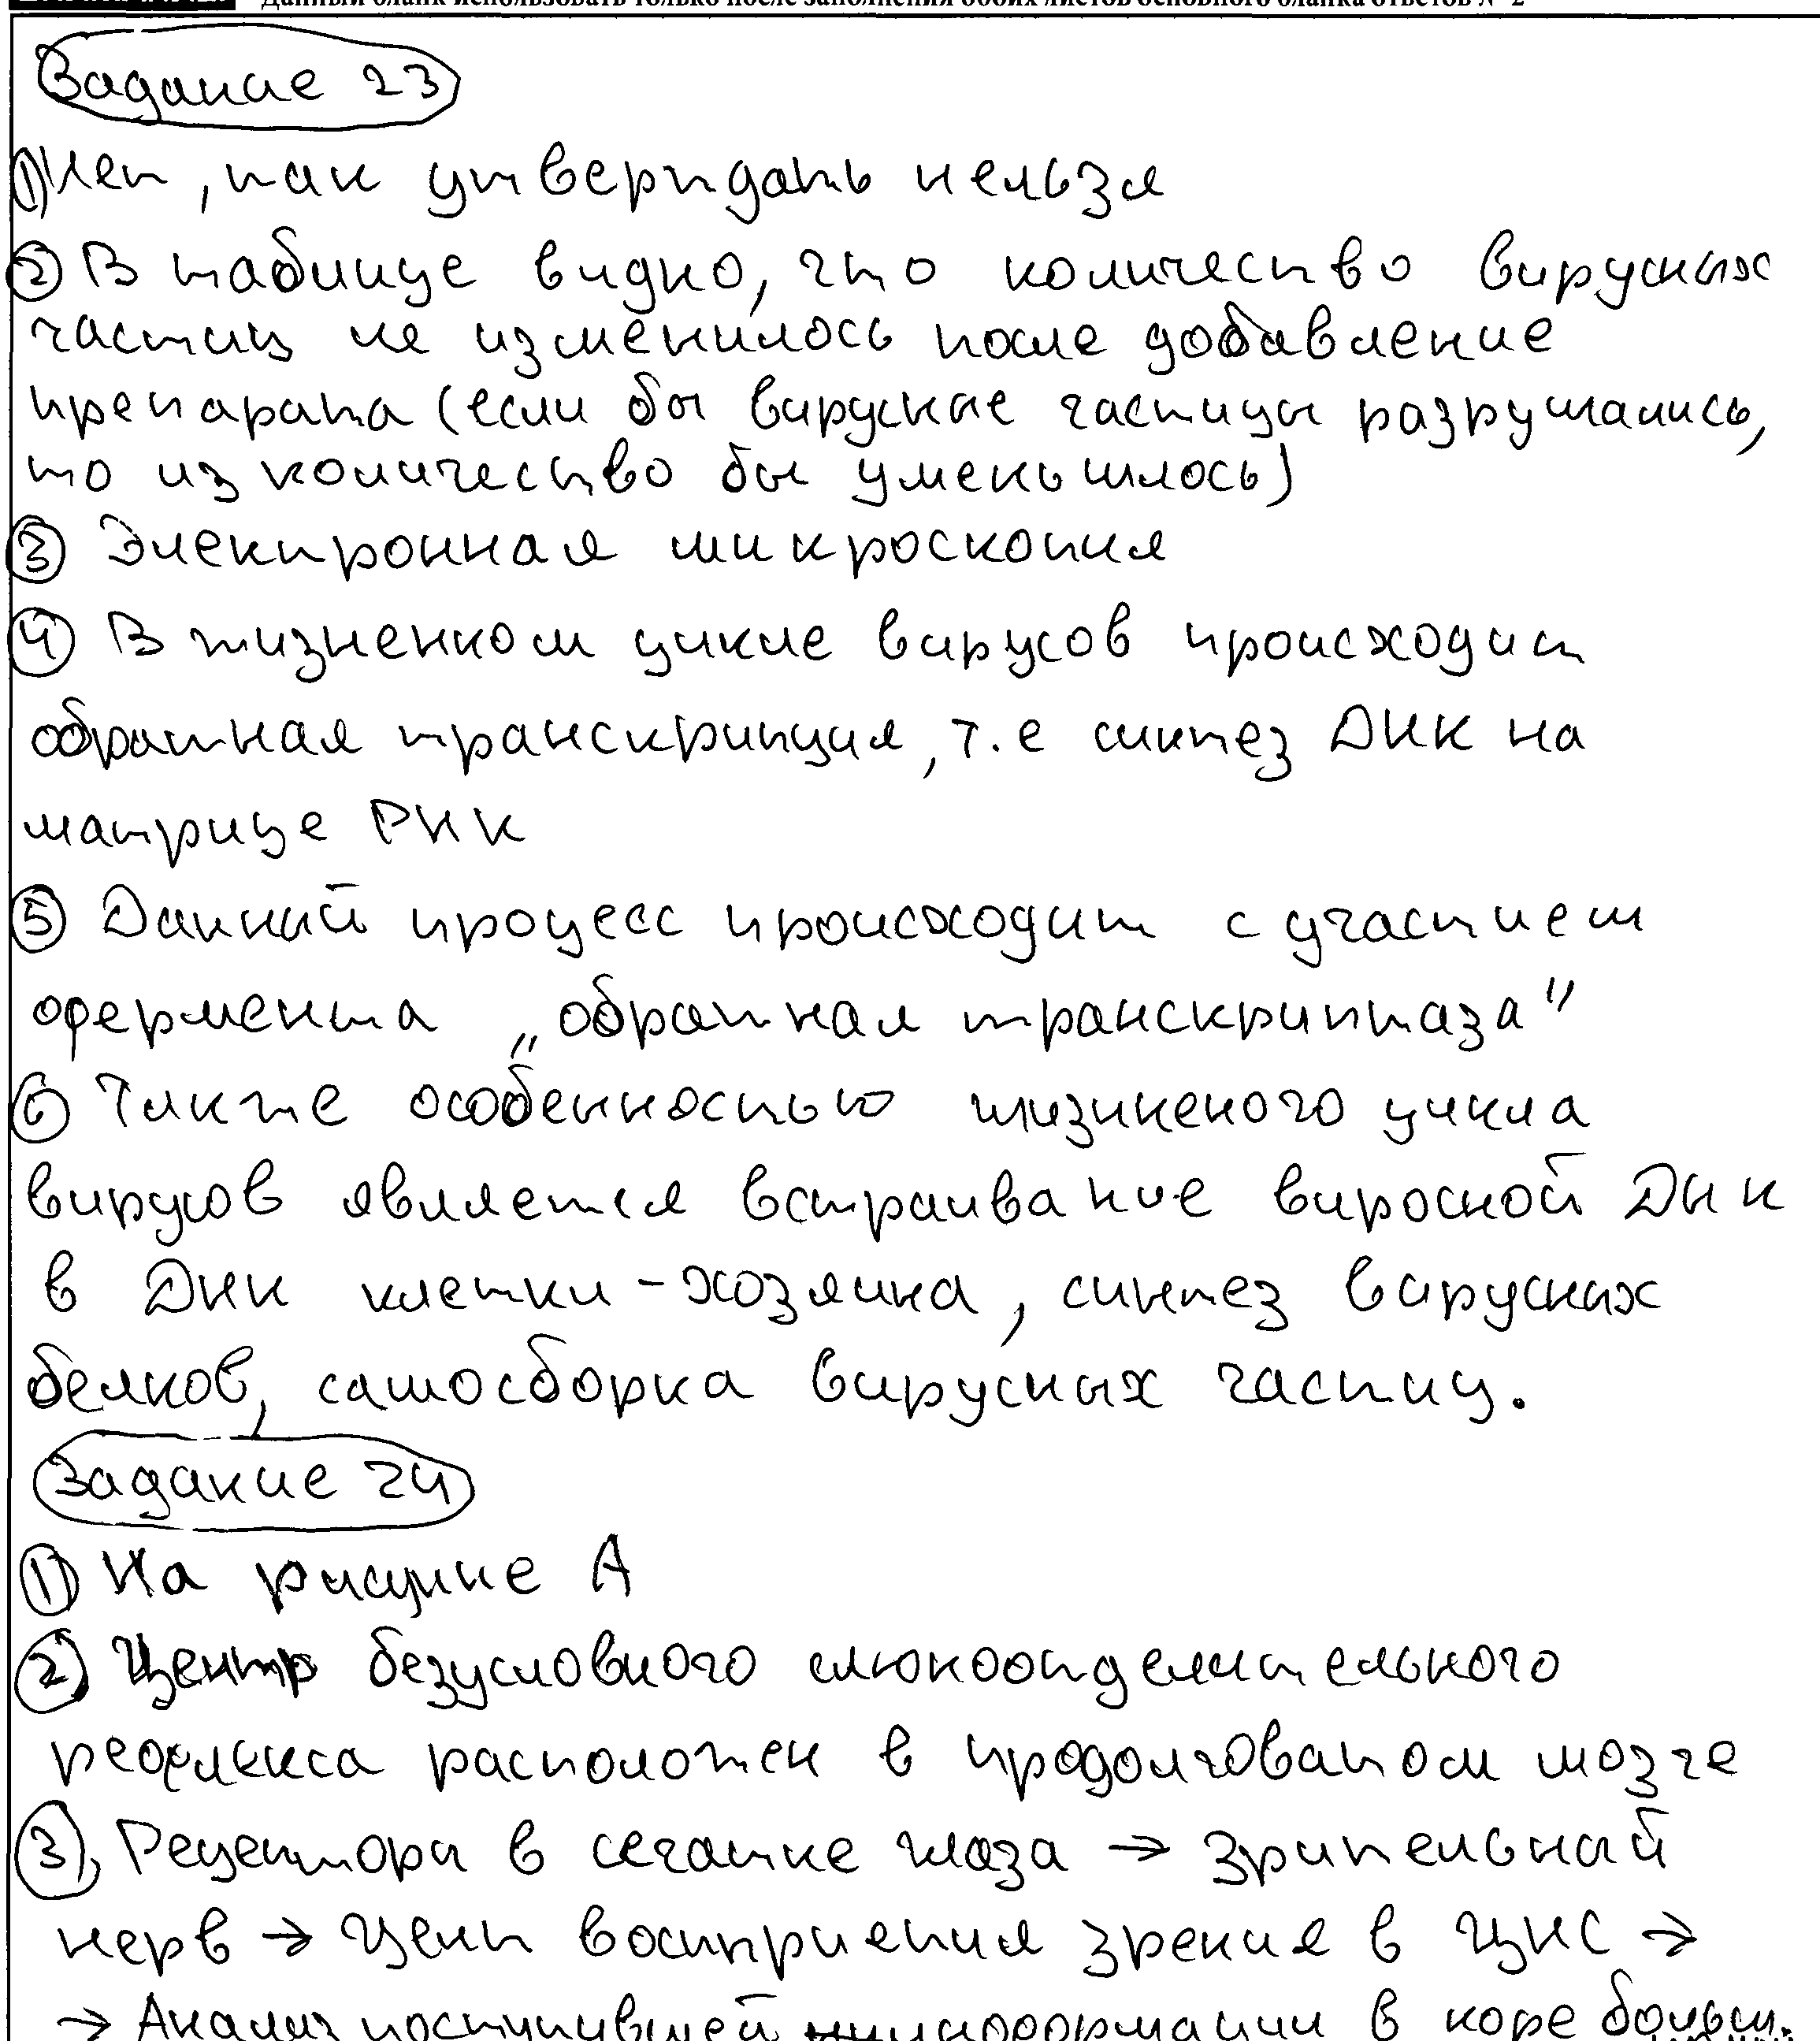 Данный бланк использовать только после заполнения обоих листов основного бланка ответов № 2
Задание 23
1) Нет, так утверждать нельзя
2) В таблице видно, что количество вирусных
частиц не изменилось после добавление
препарата (если бы вирусные частицы разрушались,
то из количество бы уменьшлось)
3) Электронная микроскопия
4) В жизненном цикле вирусов происходит
обратная транскрипция, т.е синтез ДНК на
матрице РНК
5) Данный процесс происходит с участием
фермента „обратная транскриптаза"
6) Также особенностью жизненого цикла
вирусов является встраивание виросной ДНК
в ДНК клетки-хозяина, синтез вирусных
белков, самосборка вирусных частиц.
Задание 24
1) На рисунке А
2) Центр безусловного слюноотделительного
рефлекса расположен в продолговатом мозге
3) Рецепторы в сетчатке глаза → Зрительный
нерв → Центр восприятия зрения в ЦНС →
→ Анализ поступившей информации в коре больш.